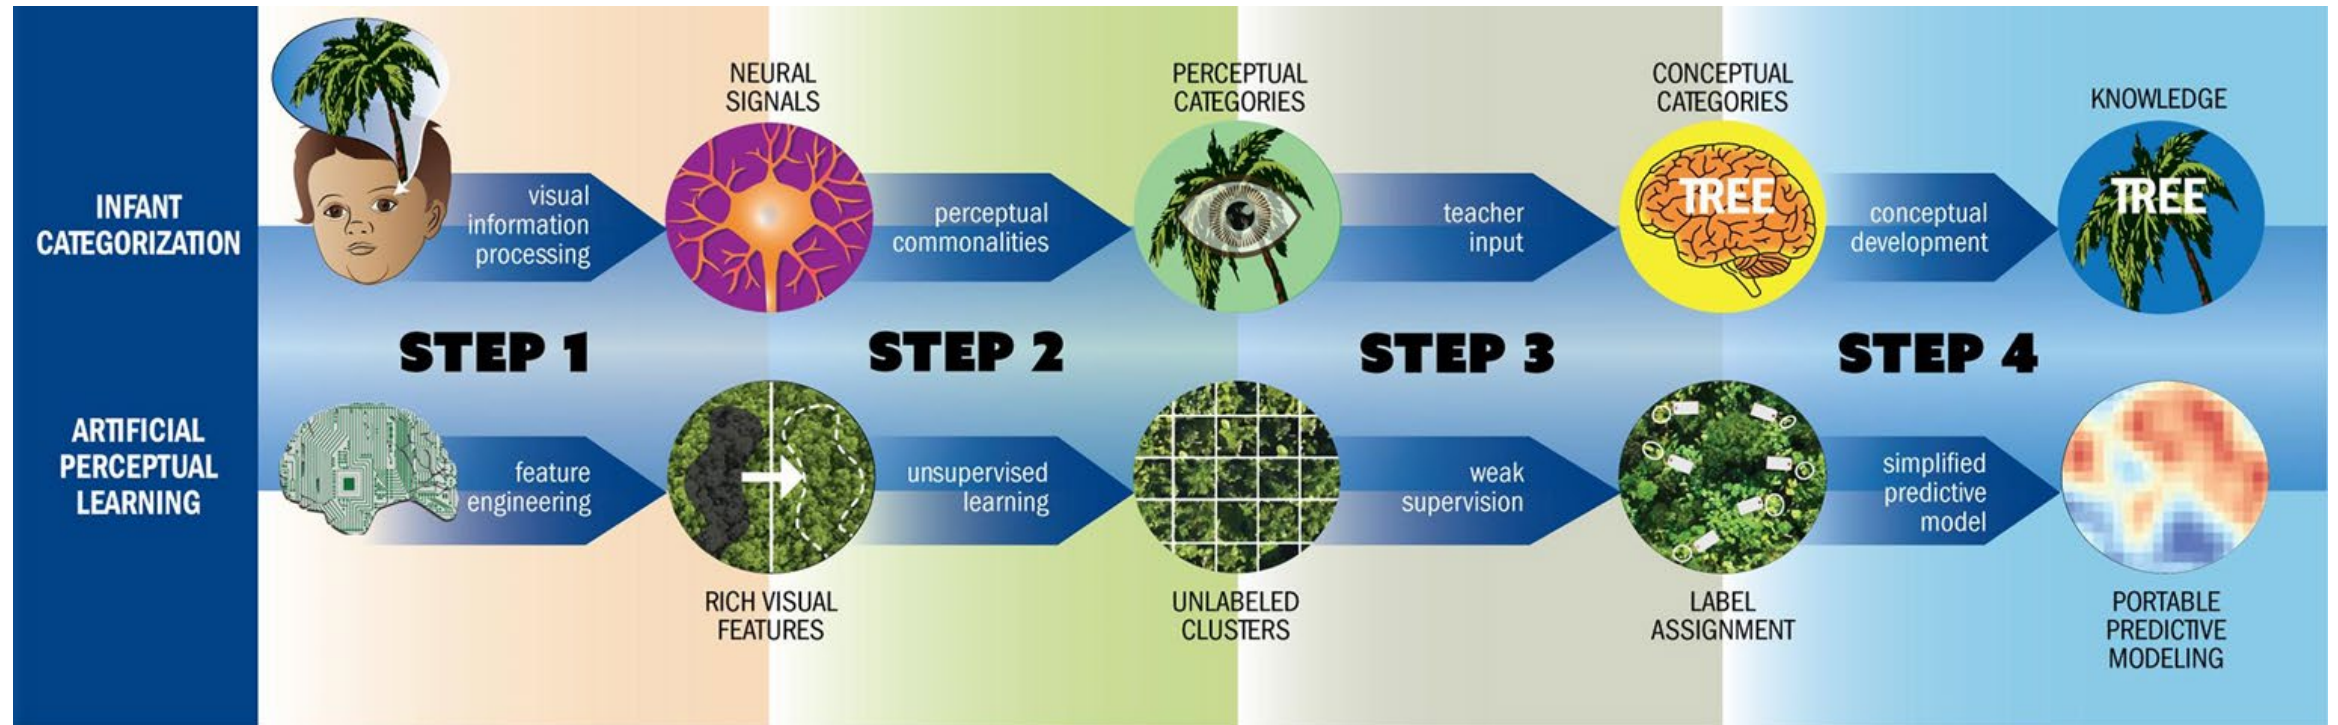 INFANT
CATEGORIZATION
visual
information
processing
NEURAL
SIGNALS
perceptual
commonalities
PERCEPTUAL
CATEGORIES
teacher
input
CONCEPTUAL
CATEGORIES
TREE
conceptual
development
KNOWLEDGE
TREE
STEP 1
STEP 2
STEP 3
STEP 4
ARTIFICIAL
PERCEPTUAL
LEARNING
feature
engineering
RICH VISUAL
FEATURES
unsupervised
learning
UNLABELED
CLUSTERS
weak
supervision
LABEL
ASSIGNMENT
simplified
predictive
model
PORTABLE
PREDICTIVE
MODELING